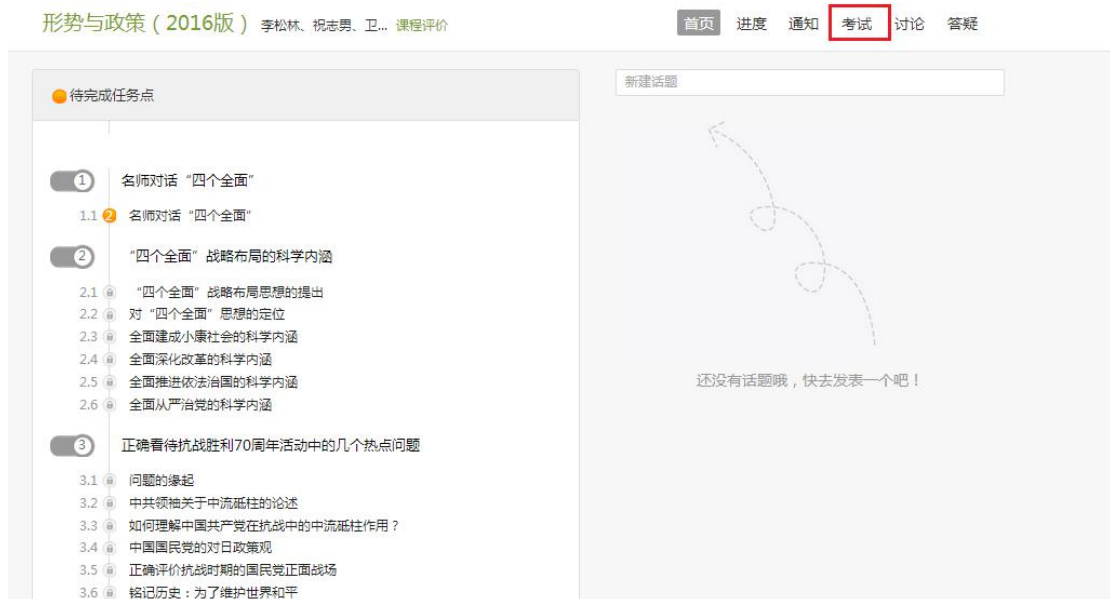 形势与政策（2016版） 李松林、祝志男、卫... 课程评价
首页 进度 通知 考试 讨论 答疑
待完成任务点
新建话题
1 名师对话“四个全面”
1.1 2 名师对话“四个全面”
2 “四个全面”战略布局的科学内涵
2.1 “四个全面”战略布局思想的提出
2.2 对“四个全面”思想的定位
2.3 全面建成小康社会的科学内涵
2.4 全面深化改革的科学内涵
2.5 全面推进依法治国的科学内涵
2.6 全面从严治党的科学内涵
还没有话题哦，快去发表一个吧！
3 正确看待抗战胜利70周年活动中的几个热点问题
3.1 问题的缘起
3.2 中共领袖关于中流砥柱的论述
3.3 如何理解中国共产党在抗战中的中流砥柱作用？
3.4 中国国民党的对日政策观
3.5 正确评价抗战时期的国民党正面战场
3.6 铭记历史：为了维护世界和平